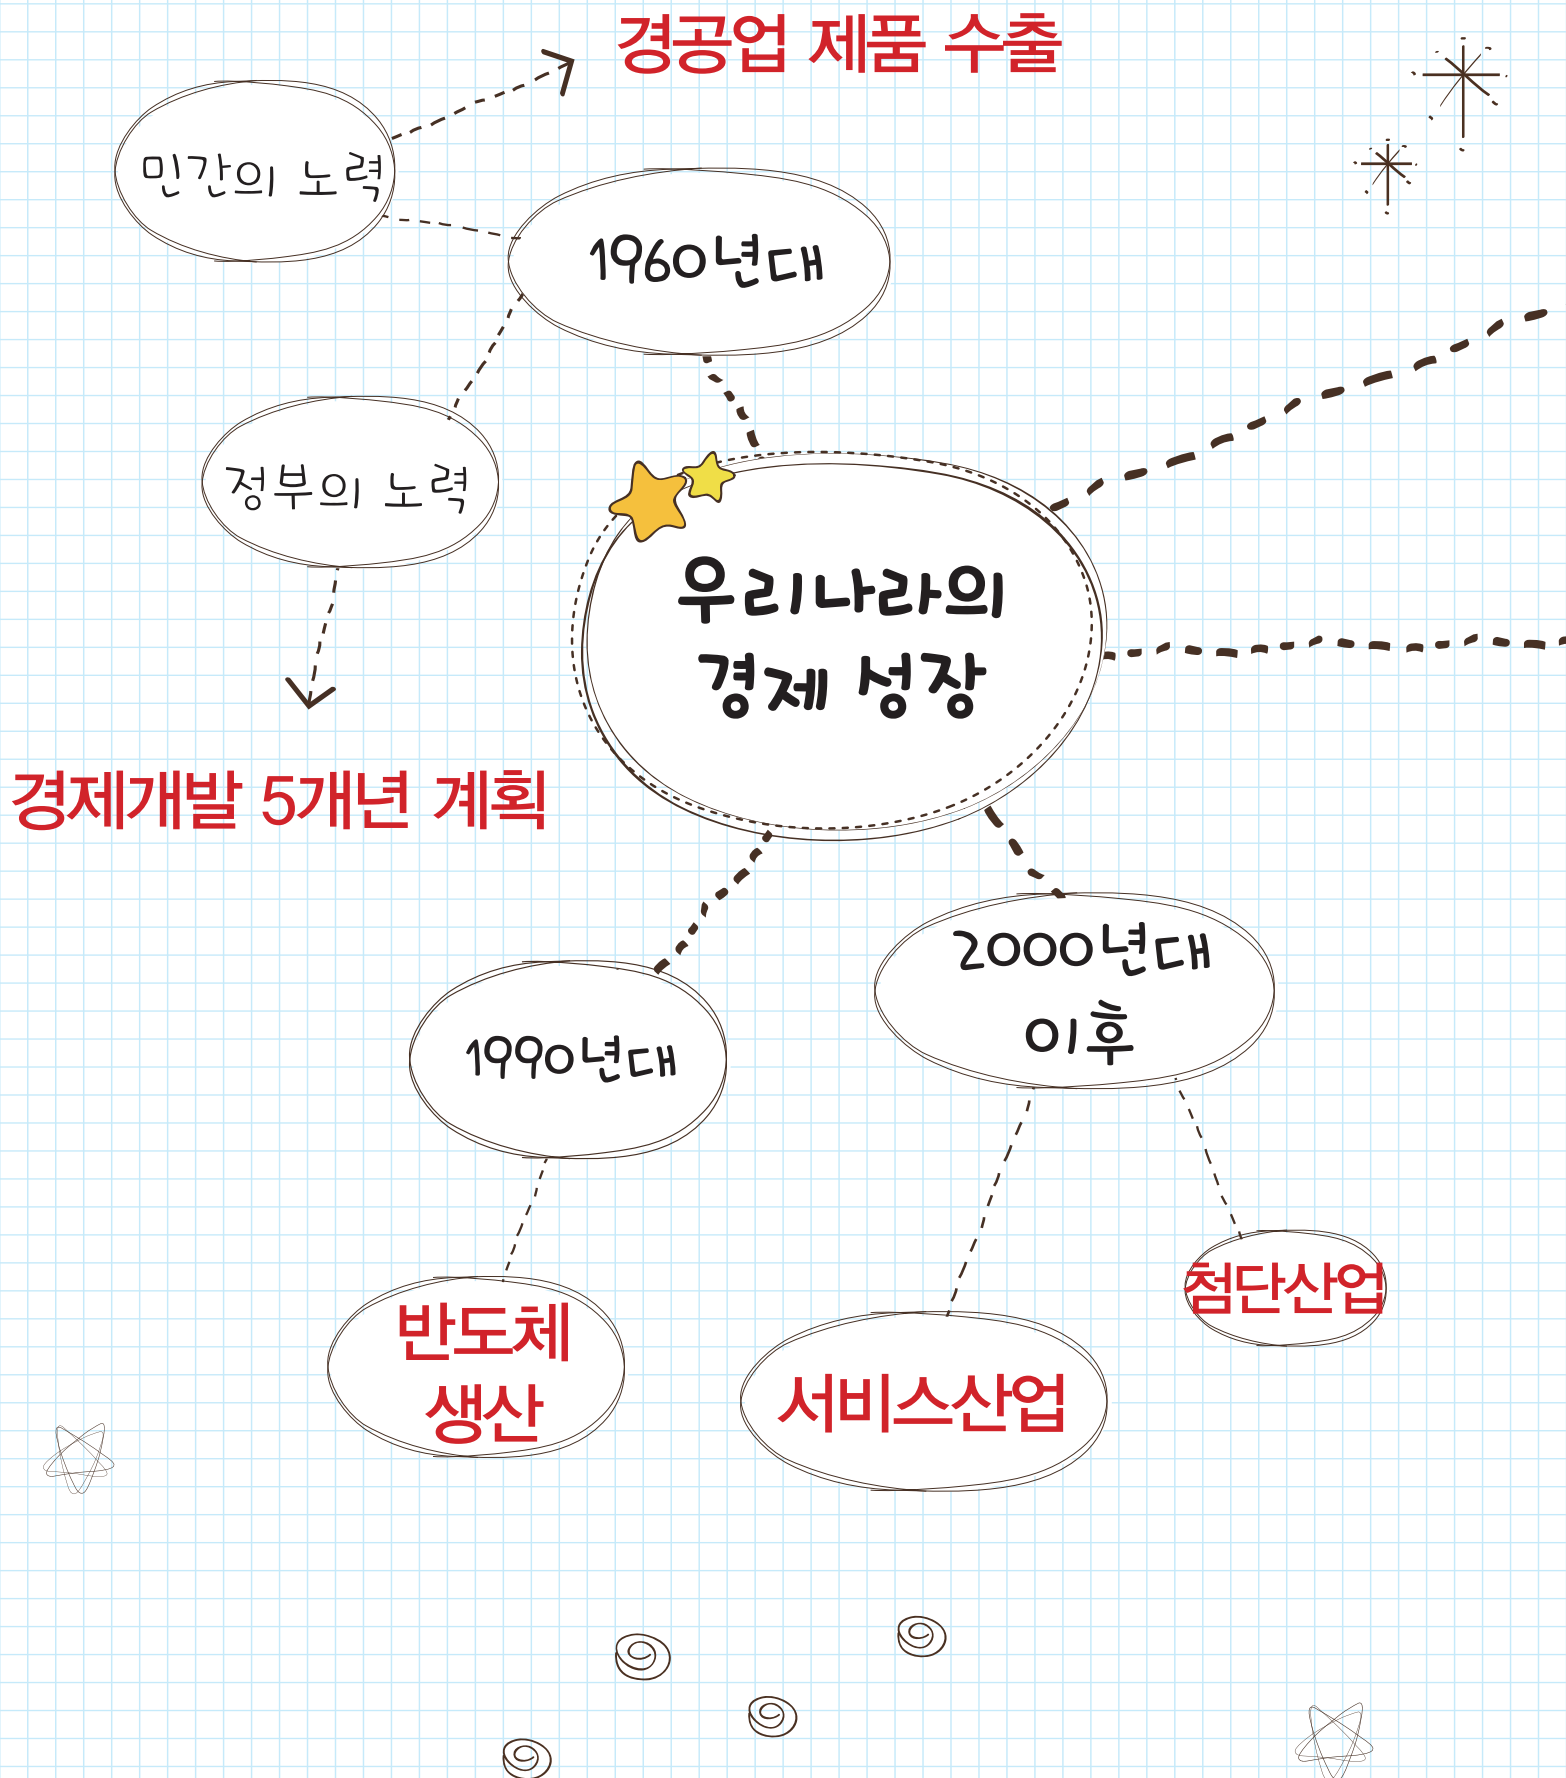 경공업 제품 수출
민간의 노력
1960년대
정부의 노력
우리나라의
경제 성장
경제개발 5개년 계획
2000년대
이후
1990년대
첨단산업
반도체
생산
서비스산업